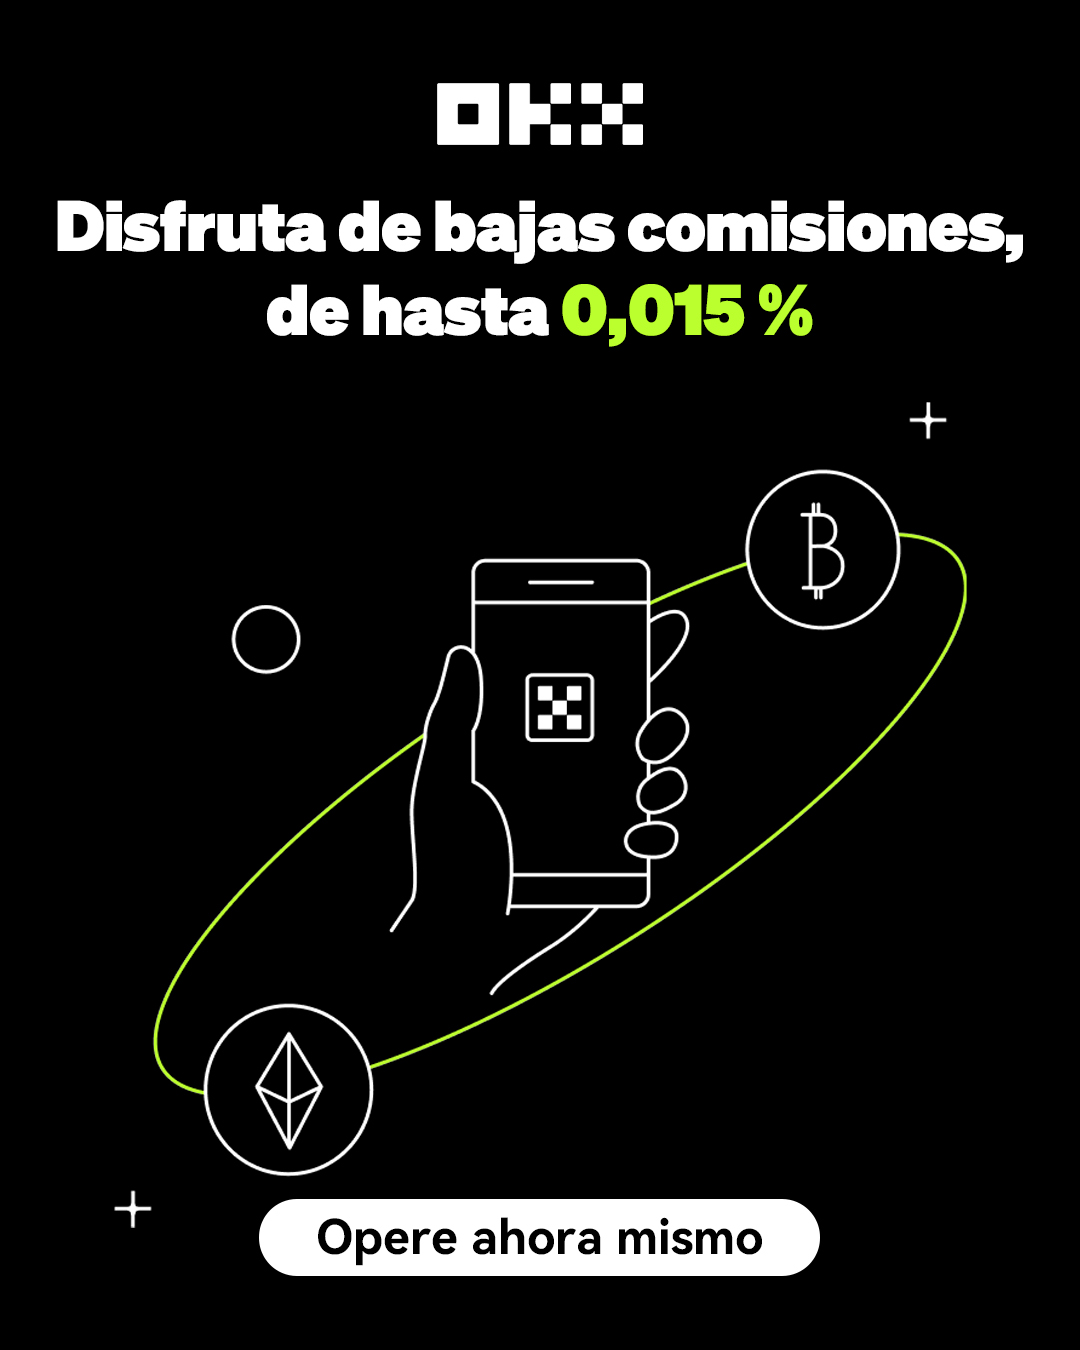 OKX
Disfruta de bajas comisiones,
de hasta 0,015 %
Opere ahora mismo